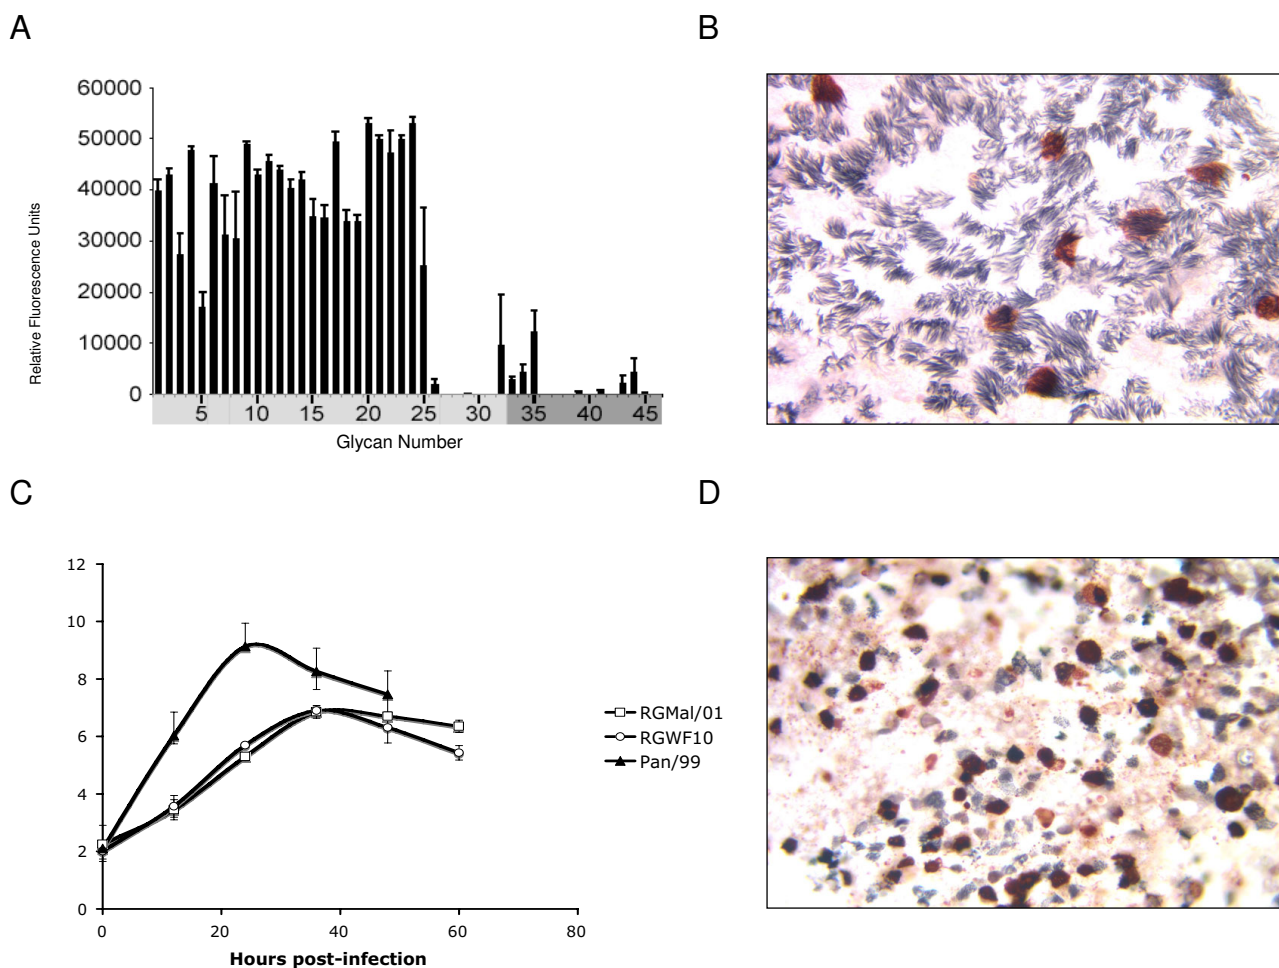 A
B
60000
50000
40000
30000
20000
10000
0
Relative Fluorescence Units
5 10 15 20 25 30 35 40 45
Glycan Number
C
D
12
10
8
6
4
2
0
0 20 40 60 80
Hours post-infection
RGMal/01
RGWF10
Pan/99